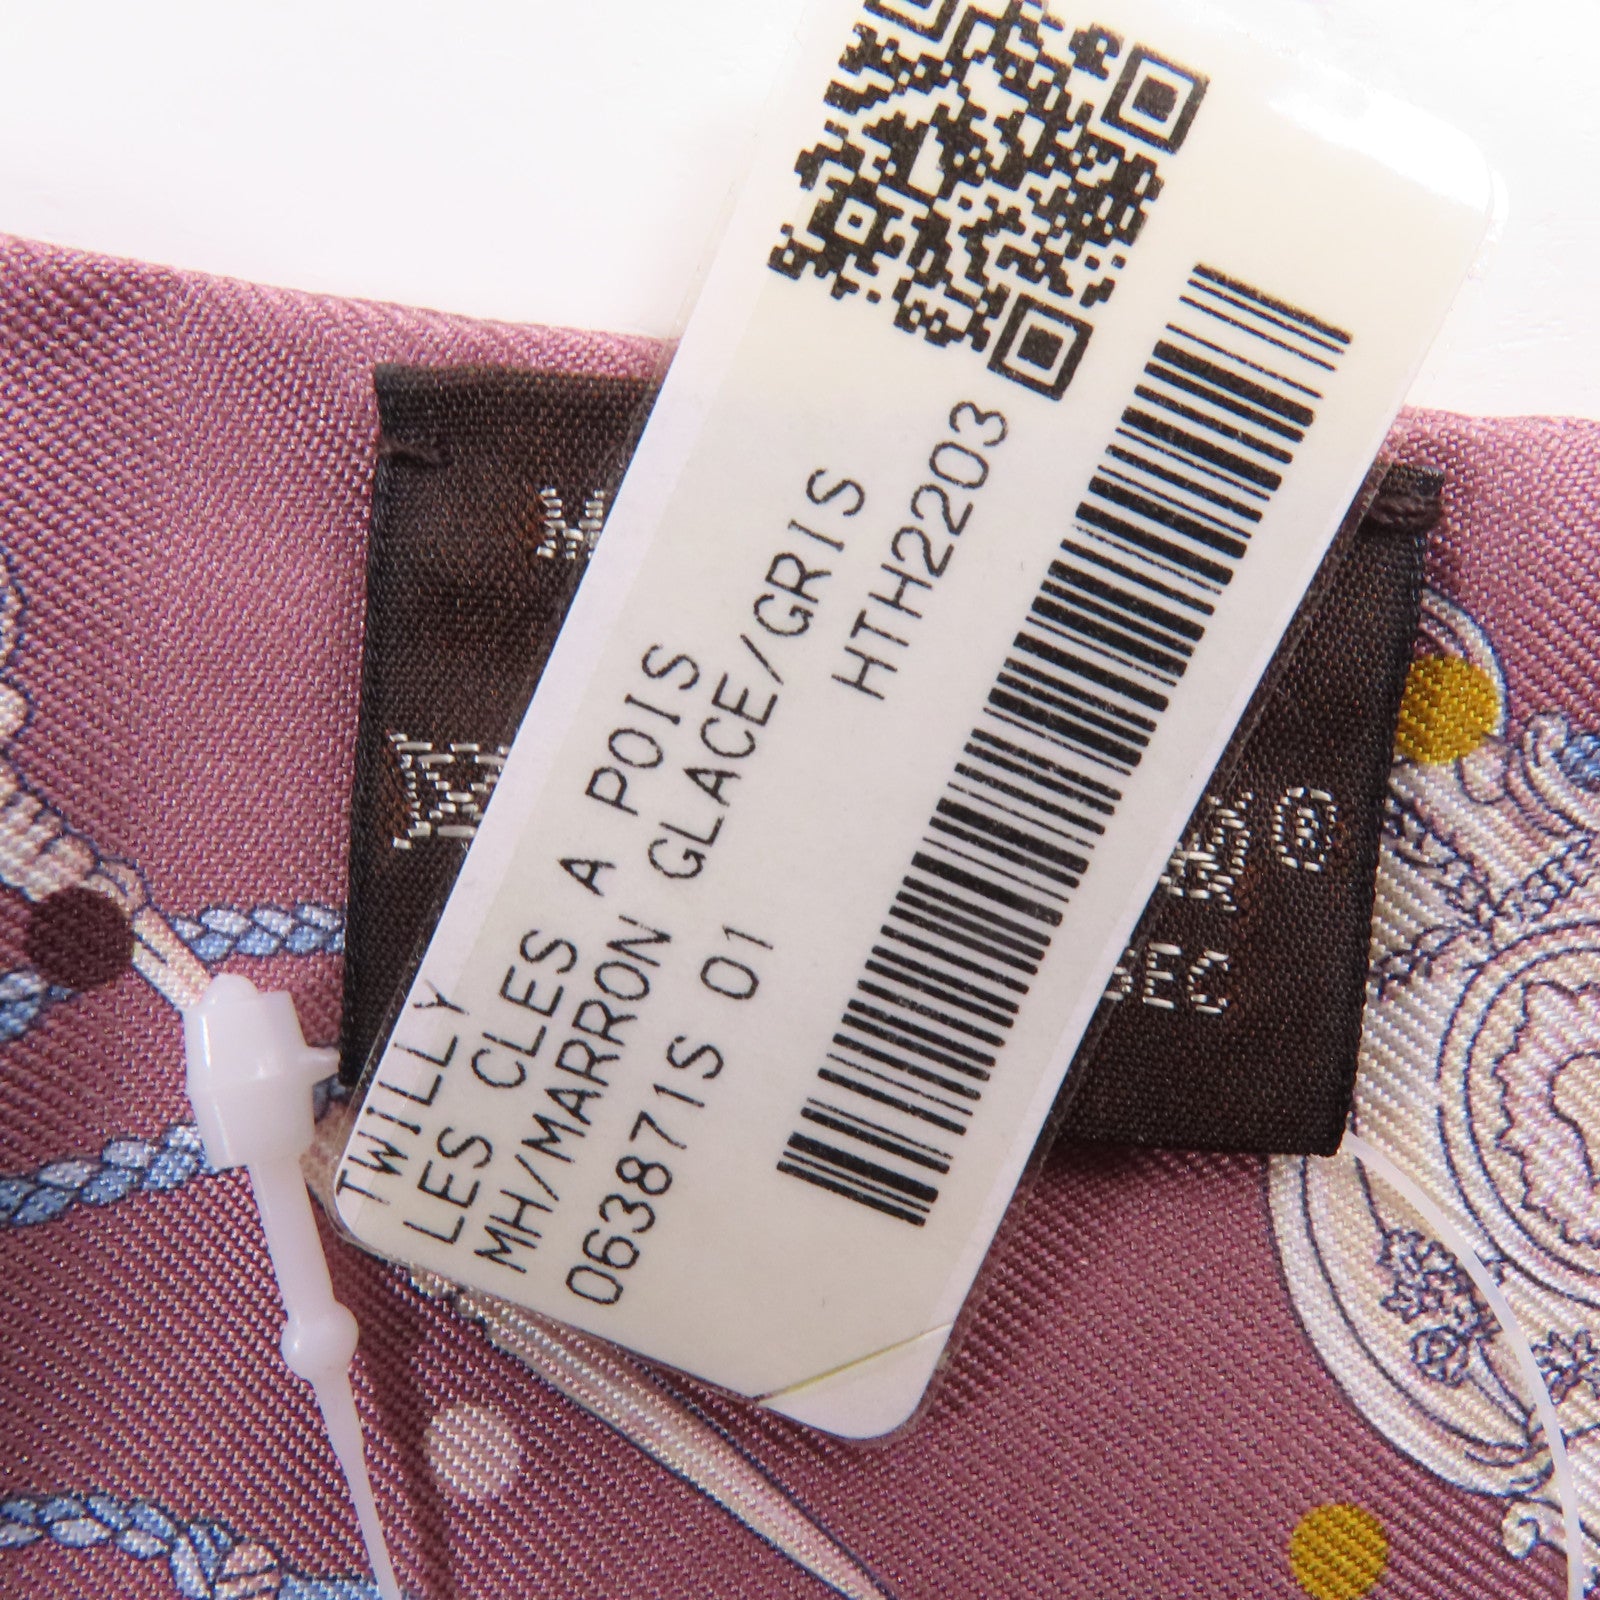 TWILLY
LES CLES A POIS
MH/MARRON GLACE/GRIS
063871S 01
HTH2203